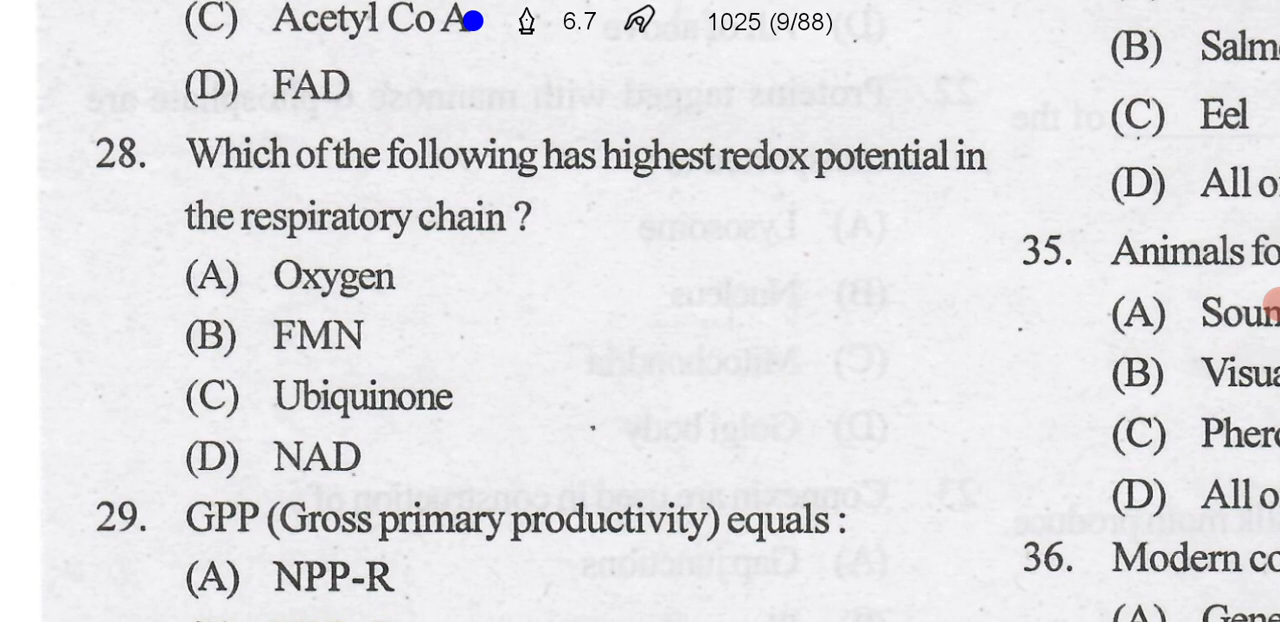 (C) Acetyl Co A
6.7
1025 (9/88)
(D) FAD
28. Which of the following has highest redox potential in
the respiratory chain ?
(A) Oxygen
(B) FMN
(C) Ubiquinone
(D) NAD
29. GPP (Gross primary productivity) equals :
(A) NPP-R
(B) Salm
(C) Eel
(D) All o
35. Animals fo
(A) Soun
(B) Visua
(C) Phero
(D) All o
36. Modern co
(A) Gene